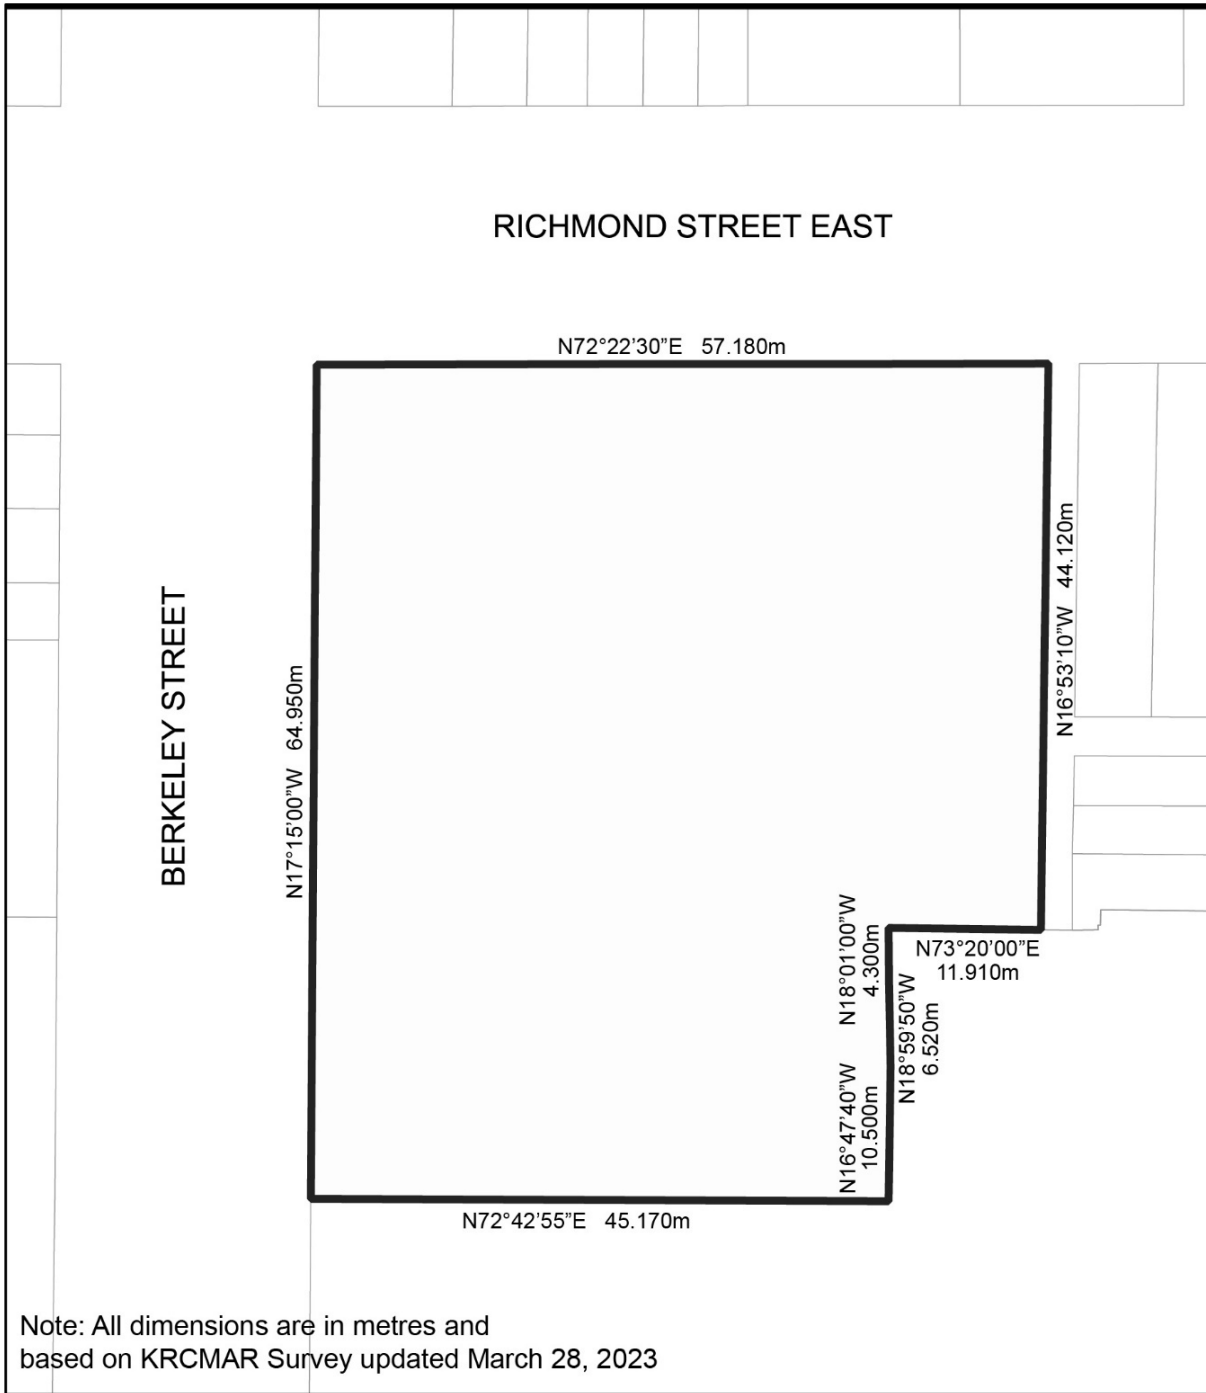 RICHMOND STREET EAST
N72°22'30"E 57.180m
BERKELEY STREET
N17°15'00"W 64.950m
N16°53'10"W 44.120m
N18°01'00"W
4.300m
N73°20'00"E
11.910m
N18°59'50"W
6.520m
N16°47'40"W
10.500m
N72°42'55"E 45.170m
Note: All dimensions are in metres and
based on KRCMAR Survey updated March 28, 2023